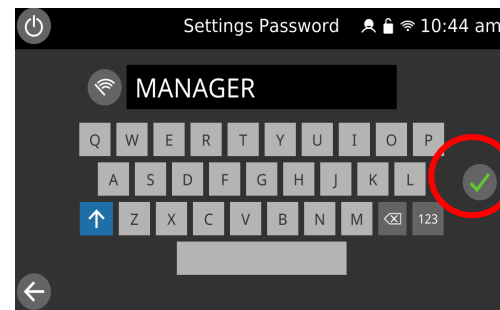 Settings Password 10:44 am
MANAGER
Q W E R T Y U I O P
A S D F G H J K L
Z X C V B N M 123